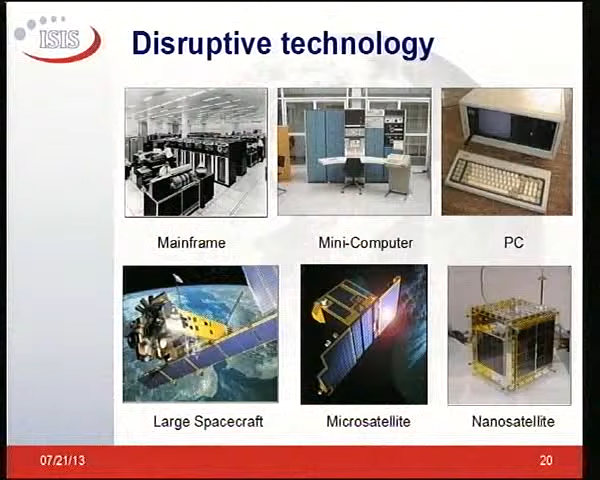 ISIS
Disruptive technology
Mainframe
Mini-Computer
PC
Large Spacecraft
Microsatellite
Nanosatellite
07/21/13
20